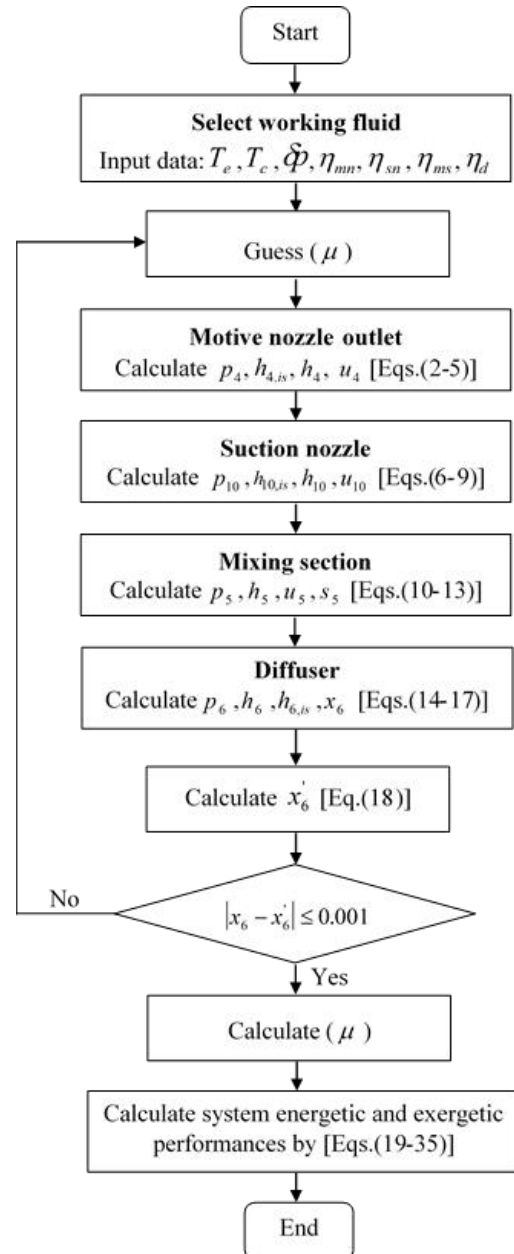 Start
Select working fluid
Input data: T_e , T_c , δp, η_mn, η_sn , η_ms, η_d
Guess ( μ )
Motive nozzle outlet
Calculate p_4, h_4,is, h_4, u_4 [Eqs.(2-5)]
Suction nozzle
Calculate p_10, h_10,is, h_10, u_10 [Eqs.(6-9)]
Mixing section
Calculate p_5, h_5, u_5, s_5 [Eqs.(10-13)]
Diffuser
Calculate p_6 , h_6 , h_6,is , x_6 [Eqs.(14-17)]
Calculate x_6' [Eq.(18)]
No
|x_6 − x_6'| ≤ 0.001
Yes
Calculate ( μ )
Calculate system energetic and exergetic
performances by [Eqs.(19-35)]
End